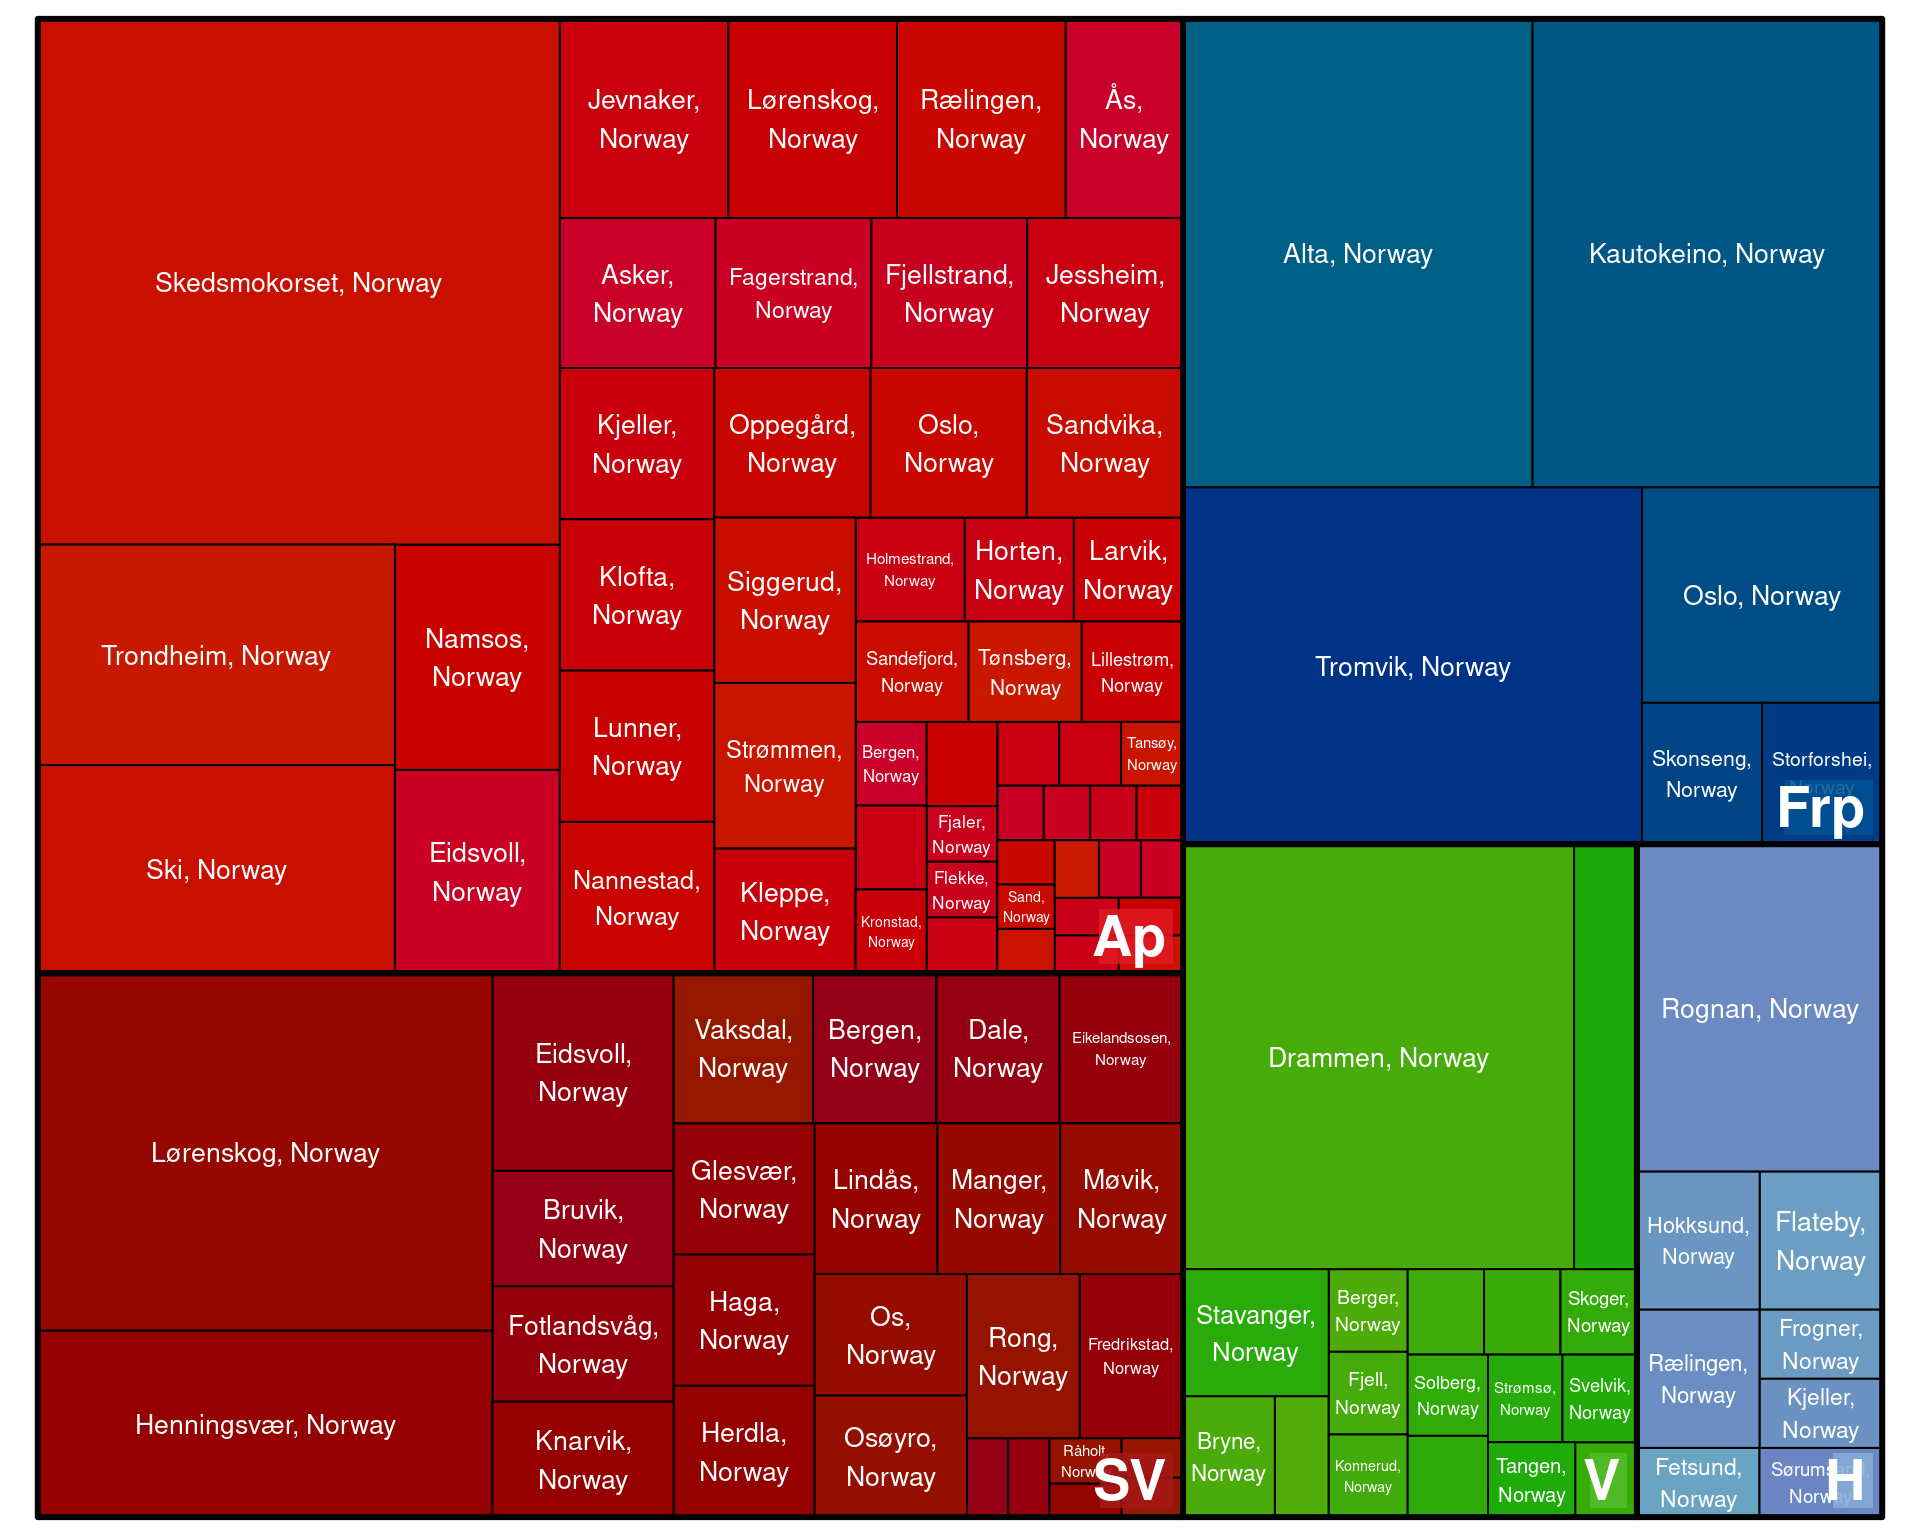 Skedsmokorset, Norway
Trondheim, Norway
Ski, Norway
Namsos,
Norway
Eidsvoll,
Norway
Jevnaker,
Norway
Lørenskog,
Norway
Rælingen,
Norway
Ås,
Norway
Asker,
Norway
Fagerstrand,
Norway
Fjellstrand,
Norway
Jessheim,
Norway
Kjeller,
Norway
Oppegård,
Norway
Oslo,
Norway
Sandvika,
Norway
Klofta,
Norway
Lunner,
Norway
Nannestad,
Norway
Siggerud,
Norway
Strømmen,
Norway
Kleppe,
Norway
Holmestrand,
Norway
Horten,
Norway
Larvik,
Norway
Sandefjord,
Norway
Tønsberg,
Norway
Lillestrøm,
Norway
Bergen,
Norway
Kronstad,
Norway
Fjaler,
Norway
Flekke,
Norway
Tansøy,
Norway
Sand,
Norway
Ap
Lørenskog, Norway
Henningsvær, Norway
Eidsvoll,
Norway
Bruvik,
Norway
Fotlandsvåg,
Norway
Knarvik,
Norway
Vaksdal,
Norway
Bergen,
Norway
Dale,
Norway
Eikelandsosen,
Norway
Glesvær,
Norway
Haga,
Norway
Herdla,
Norway
Lindås,
Norway
Manger,
Norway
Møvik,
Norway
Os,
Norway
Osøyro,
Norway
Rong,
Norway
Fredrikstad,
Norway
Råholt,
Norway
SV
Alta, Norway
Kautokeino, Norway
Tromvik, Norway
Oslo, Norway
Skonseng,
Norway
Storforshei,
Norway
Frp
Drammen, Norway
Stavanger,
Norway
Bryne,
Norway
Berger,
Norway
Fjell,
Norway
Konnerud,
Norway
Solberg,
Norway
Skoger,
Norway
Strømsø,
Norway
Svelvik,
Norway
Tangen,
Norway
V
Rognan, Norway
Hokksund,
Norway
Flateby,
Norway
Rælingen,
Norway
Frogner,
Norway
Kjeller,
Norway
Fetsund,
Norway
Sørumsand,
Norway
H